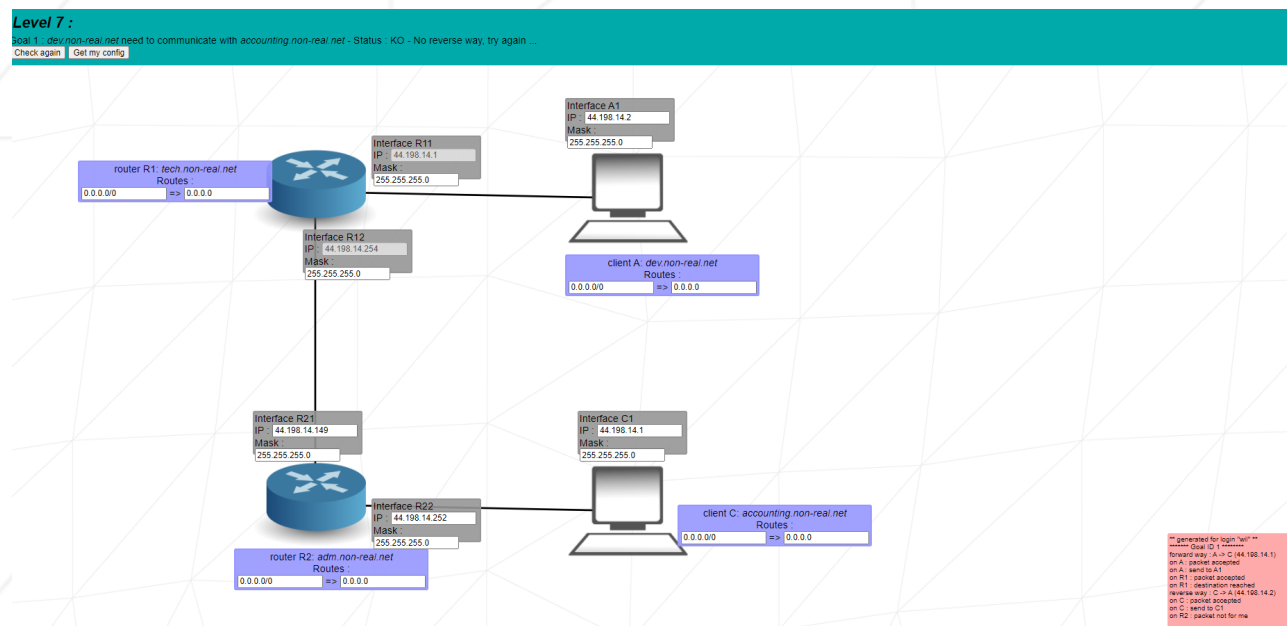 Level 7 :
Goal 1 : dev.non-real.net need to communicate with accounting.non-real.net - Status : KO - No reverse way, try again ...
Check again Get my config
Interface A1
IP : 44.198.14.2
Mask :
255.255.255.0
Interface R11
IP : 44.198.14.1
Mask :
255.255.255.0
router R1: tech.non-real.net
Routes :
0.0.0.0/0 => 0.0.0.0
Interface R12
IP : 44.198.14.254
Mask :
255.255.255.0
client A: dev.non-real.net
Routes :
0.0.0.0/0 => 0.0.0.0
Interface R21
IP : 44.198.14.149
Mask :
255.255.255.0
Interface C1
IP : 44.198.14.1
Mask :
255.255.255.0
Interface R22
IP : 44.198.14.252
Mask :
255.255.255.0
client C: accounting.non-real.net
Routes :
0.0.0.0/0 => 0.0.0.0
router R2: adm.non-real.net
Routes :
0.0.0.0/0 => 0.0.0.0
** generated for login "wil" **
******* Goal ID 1 ********
forward way : A -> C (44.198.14.1)
on A : packet accepted
on A : send to A1
on R1 : packet accepted
on R1 : destination reached
reverse way : C -> A (44.198.14.2)
on C : packet accepted
on C : send to C1
on R2 : packet not for me